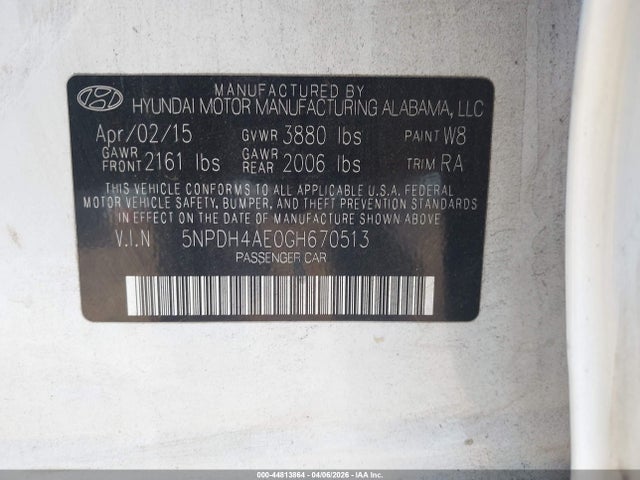 MANUFACTURED BY
HYUNDAI MOTOR MANUFACTURING ALABAMA, LLC
Apr/02/15 GVWR 3880 lbs PAINT W8
GAWR FRONT 2161 lbs GAWR REAR 2006 lbs TRIM RA
THIS VEHICLE CONFORMS TO ALL APPLICABLE U.S.A. FEDERAL
MOTOR VEHICLE SAFETY, BUMPER, AND THEFT PREVENTION STANDARDS
IN EFFECT ON THE DATE OF MANUFACTURE SHOWN ABOVE
V.I.N 5NPDH4AE0GH670513
PASSENGER CAR
000-44813864 | 04/06/2026 - IAA Inc.